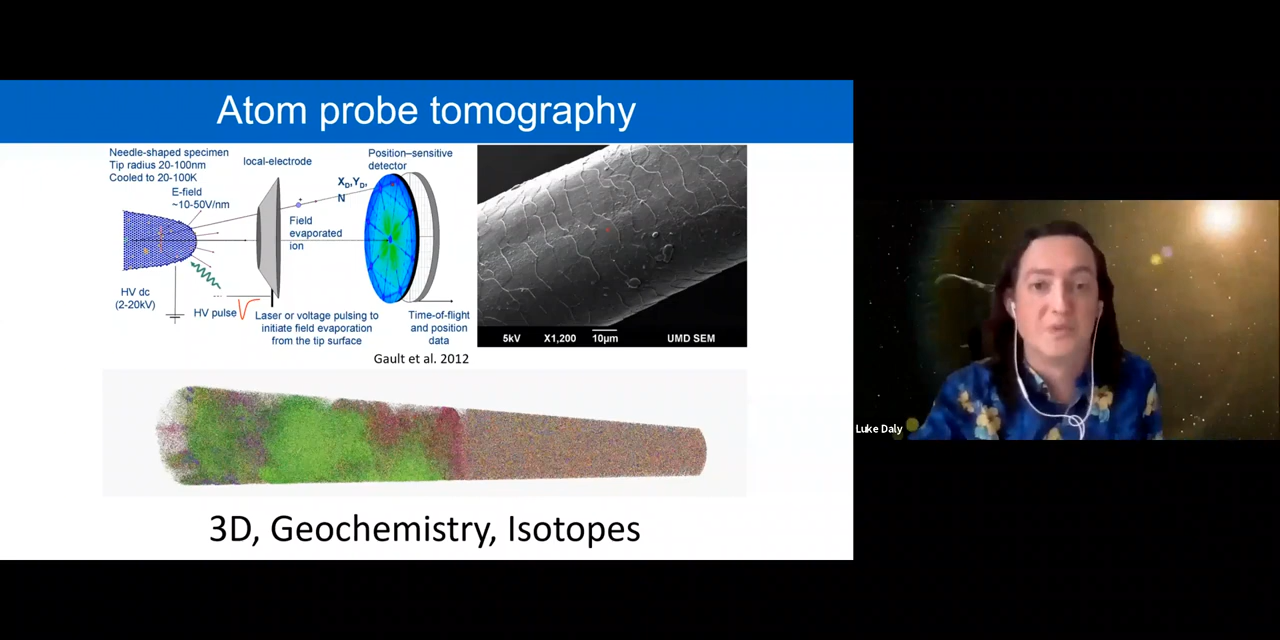 Atom probe tomography
Needle-shaped specimen
Tip radius 20-100nm
Cooled to 20-100K
E-field
~10-50V/nm
HV dc
(2-20kV)
HV pulse
local-electrode
Field
evaporated
ion
Laser or voltage pulsing to
initiate field evaporation
from the tip surface
Position–sensitive
detector
XD,YD,
N
Time-of-flight
and position
data
Gault et al. 2012
5kV X1,200 10µm UMD SEM
3D, Geochemistry, Isotopes
Luke Daly